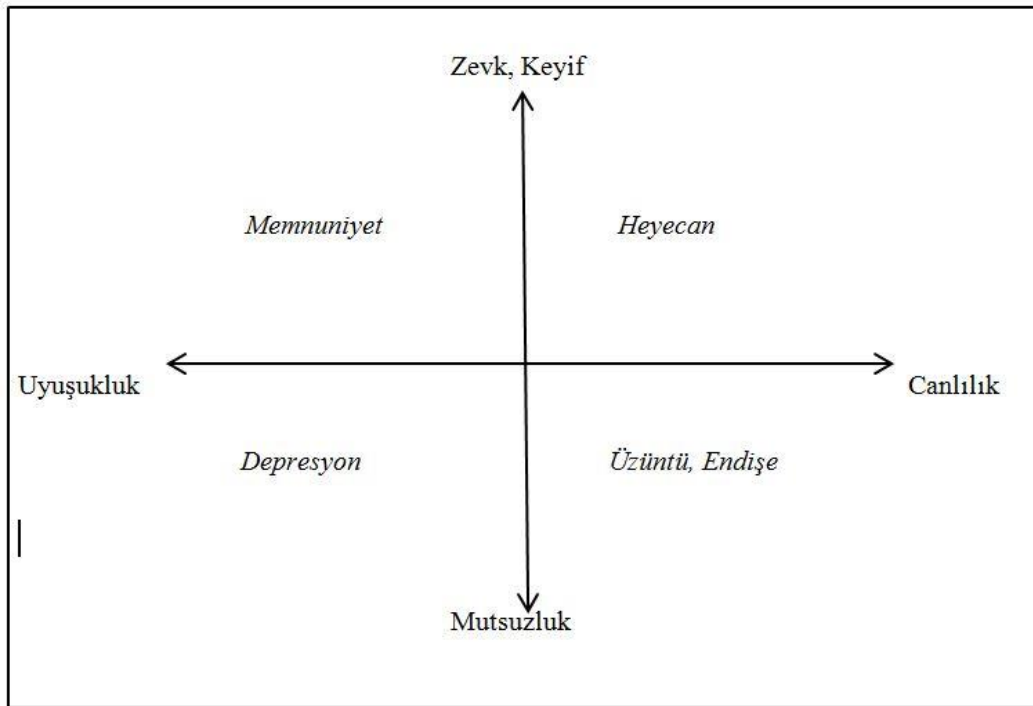 Zevk, Keyif
Memnuniyet Heyecan
Uyuşukluk Canlılık
Depresyon Üzüntü, Endişe
Mutsuzluk